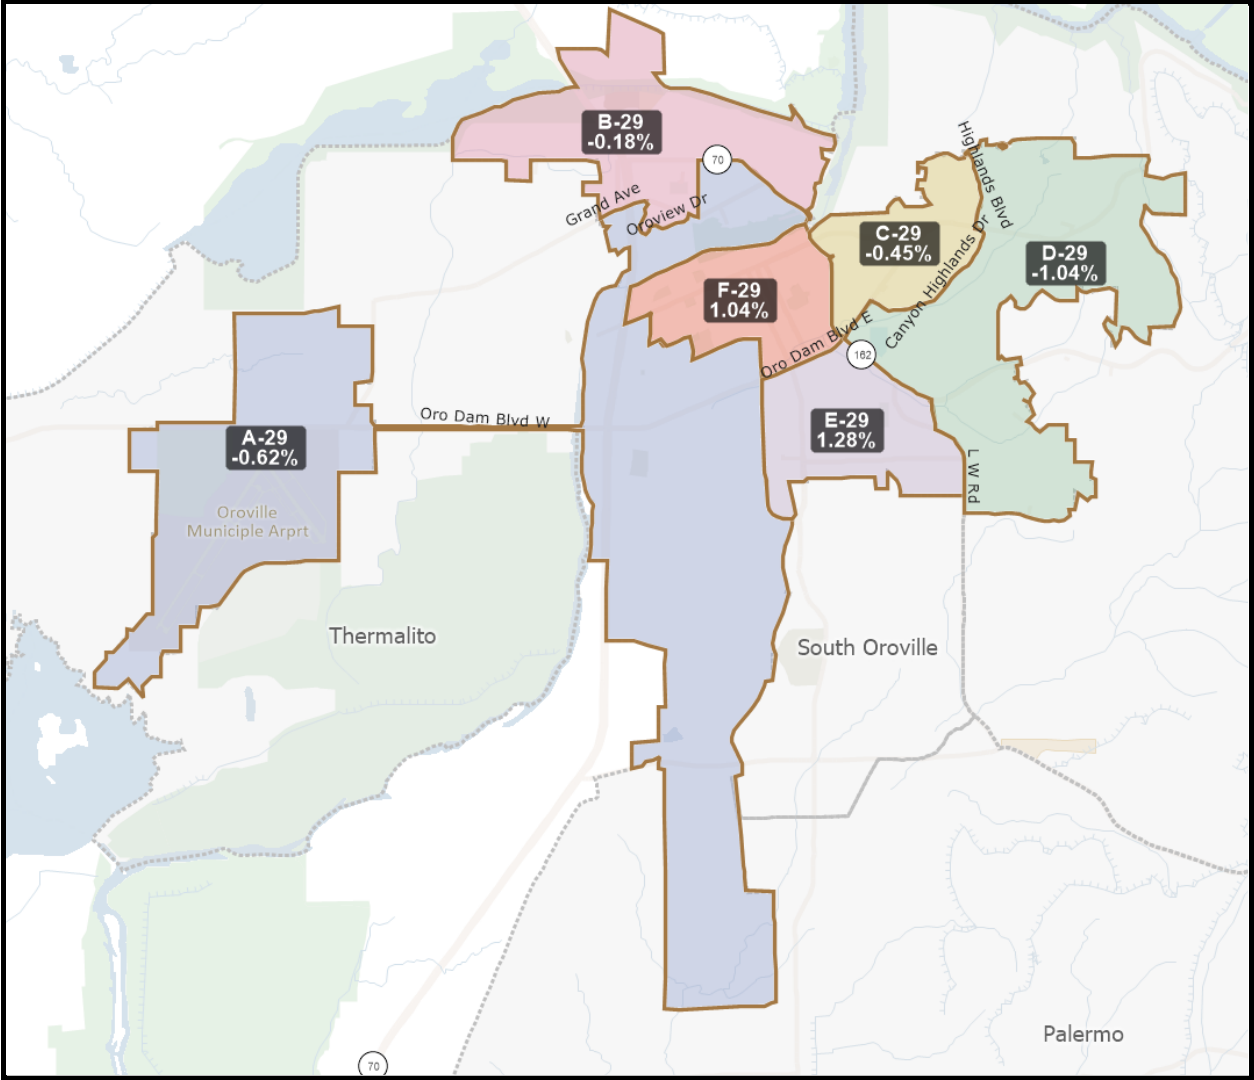 B-29
-0.18%
70
Grand Ave
Oroview Dr
Highlands Blvd
C-29
-0.45%
Canyon Highlands Dr
D-29
-1.04%
F-29
1.04%
Oro Dam Blvd E
162
Oro Dam Blvd W
A-29
-0.62%
E-29
1.28%
L W Rd
Oroville
Municiple Arprt
Thermalito
South Oroville
Palermo
70